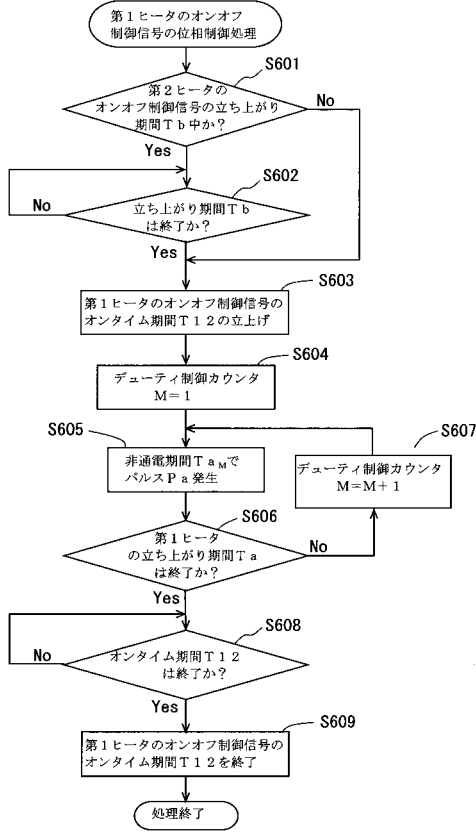 第１ヒータのオンオフ
制御信号の位相制御処理
S601
第２ヒータの
オンオフ制御信号の立ち上がり
期間Ｔｂ中か？
No
Yes
S602
立ち上がり期間Ｔｂ
は終了か？
No
Yes
S603
第１ヒータのオンオフ制御信号の
オンタイム期間Ｔ１２の立上げ
S604
デューティ制御カウンタ
Ｍ＝１
S605
非通電期間ＴａMで
パルスＰａ発生
S607
デューティ制御カウンタ
Ｍ＝Ｍ＋１
S606
第１ヒータ
の立ち上がり期間Ｔａ
は終了か？
No
Yes
S608
オンタイム期間Ｔ１２
は終了か？
No
Yes
S609
第１ヒータのオンオフ制御信号の
オンタイム期間Ｔ１２を終了
処理終了